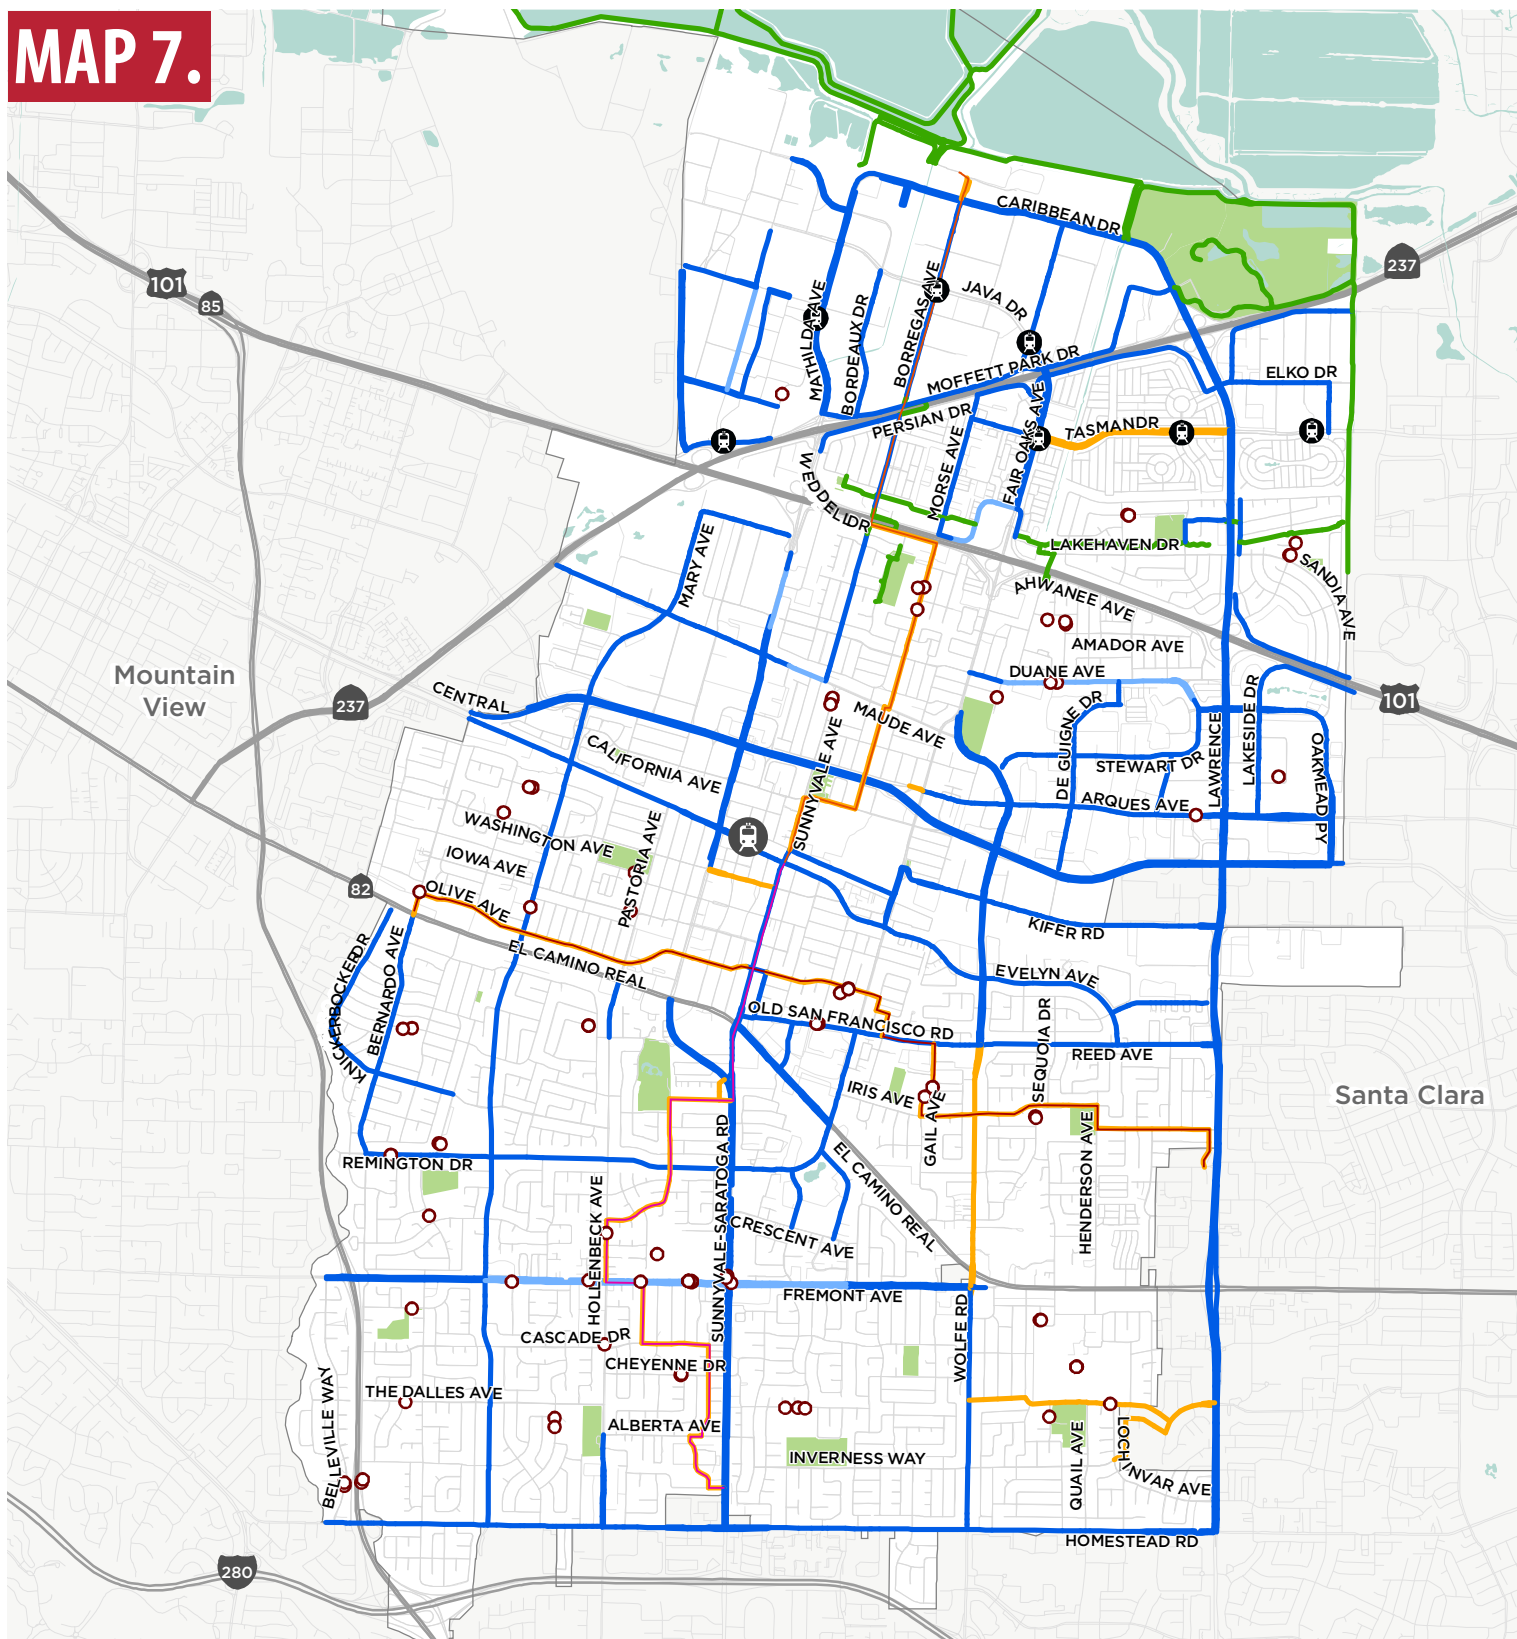 MAP 7.
CARIBBEAN DR
237
101
85
JAVA DR
MATHILDA AVE
BORDEAUX DR
BORREGAS AVE
MOFFETT PARK DR
ELKO DR
PERSIAN DR
FAIR OAKS AVE
TASMAN DR
MORSE AVE
WEDDELL DR
LAKEHAVEN DR
MARY AVE
SANDIA AVE
AHWANEE AVE
AMADOR AVE
Mountain
View
DUANE AVE
237
CENTRAL
101
MAUDE AVE
DE GUIGNE DR
LAKESIDE DR
LAWRENCE
CALIFORNIA AVE
SUNNYVALE AVE
STEWART DR
OAKMEAD PY
ARQUES AVE
WASHINGTON AVE
IOWA AVE
PASTORIA AVE
82
OLIVE AVE
KIFER RD
EL CAMINO REAL
EVELYN AVE
KNICKERBOCKER DR
BERNARDO AVE
OLD SAN FRANCISCO RD
SEQUOIA DR
REED AVE
IRIS AVE
GAIL AVE
Santa Clara
REMINGTON DR
SUNNYVALE-SARATOGA RD
EL CAMINO REAL
HENDERSON AVE
HOLLENBECK AVE
CRESCENT AVE
FREMONT AVE
WOLFE RD
CASCADE DR
CHEYENNE DR
THE DALLES AVE
BELLEVILLE WAY
ALBERTA AVE
INVERNESS WAY
QUAIL AVE
LOCHINVAR AVE
HOMESTEAD RD
280